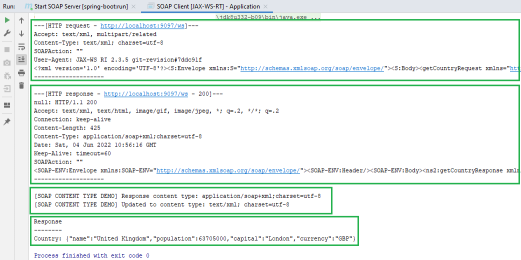 Run: Start SOAP Server [spring-bootrun] SOAP Client [JAX-WS-RT] - Application
\jdk8u232-b09\bin\java.exe ...
---[HTTP request - http://localhost:9097/ws]---
Accept: text/xml, multipart/related
Content-Type: text/xml; charset=utf-8
SOAPAction: ""
User-Agent: JAX-WS RI 2.3.5 git-revision#7ddc91f
<?xml version='1.0' encoding='UTF-8'?><S:Envelope xmlns:S="http://schemas.xmlsoap.org/soap/envelope/"><S:Body><getCountryRequest xmlns="
--------------------
---[HTTP response - http://localhost:9097/ws - 200]---
null: HTTP/1.1 200
Accept: text/xml, text/html, image/gif, image/jpeg, *; q=.2, */*; q=.2
Connection: keep-alive
Content-Length: 425
Content-Type: application/soap+xml;charset=utf-8
Date: Sat, 04 Jun 2022 10:56:16 GMT
Keep-Alive: timeout=60
SOAPAction: ""
<SOAP-ENV:Envelope xmlns:SOAP-ENV="http://schemas.xmlsoap.org/soap/envelope/"><SOAP-ENV:Header/><SOAP-ENV:Body><ns2:getCountryResponse xmln
--------------------
[SOAP CONTENT TYPE DEMO] Response content type: application/soap+xml;charset=utf-8
[SOAP CONTENT TYPE DEMO] Updated to content type: text/xml; charset=utf-8
Response
--------
Country: {"name":"United Kingdom","population":63705000,"capital":"London","currency":"GBP"}
Process finished with exit code 0